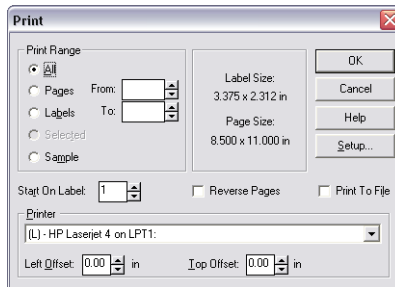 Print
Print Range
All
Pages From:
Labels To:
Selected
Sample
Label Size:
3.375 x 2.312 in
Page Size:
8.500 x 11.000 in
OK
Cancel
Help
Setup...
Start On Label: 1
Reverse Pages
Print To File
Printer
(L) - HP Laserjet 4 on LPT1:
Left Offset: 0.00 in Top Offset: 0.00 in